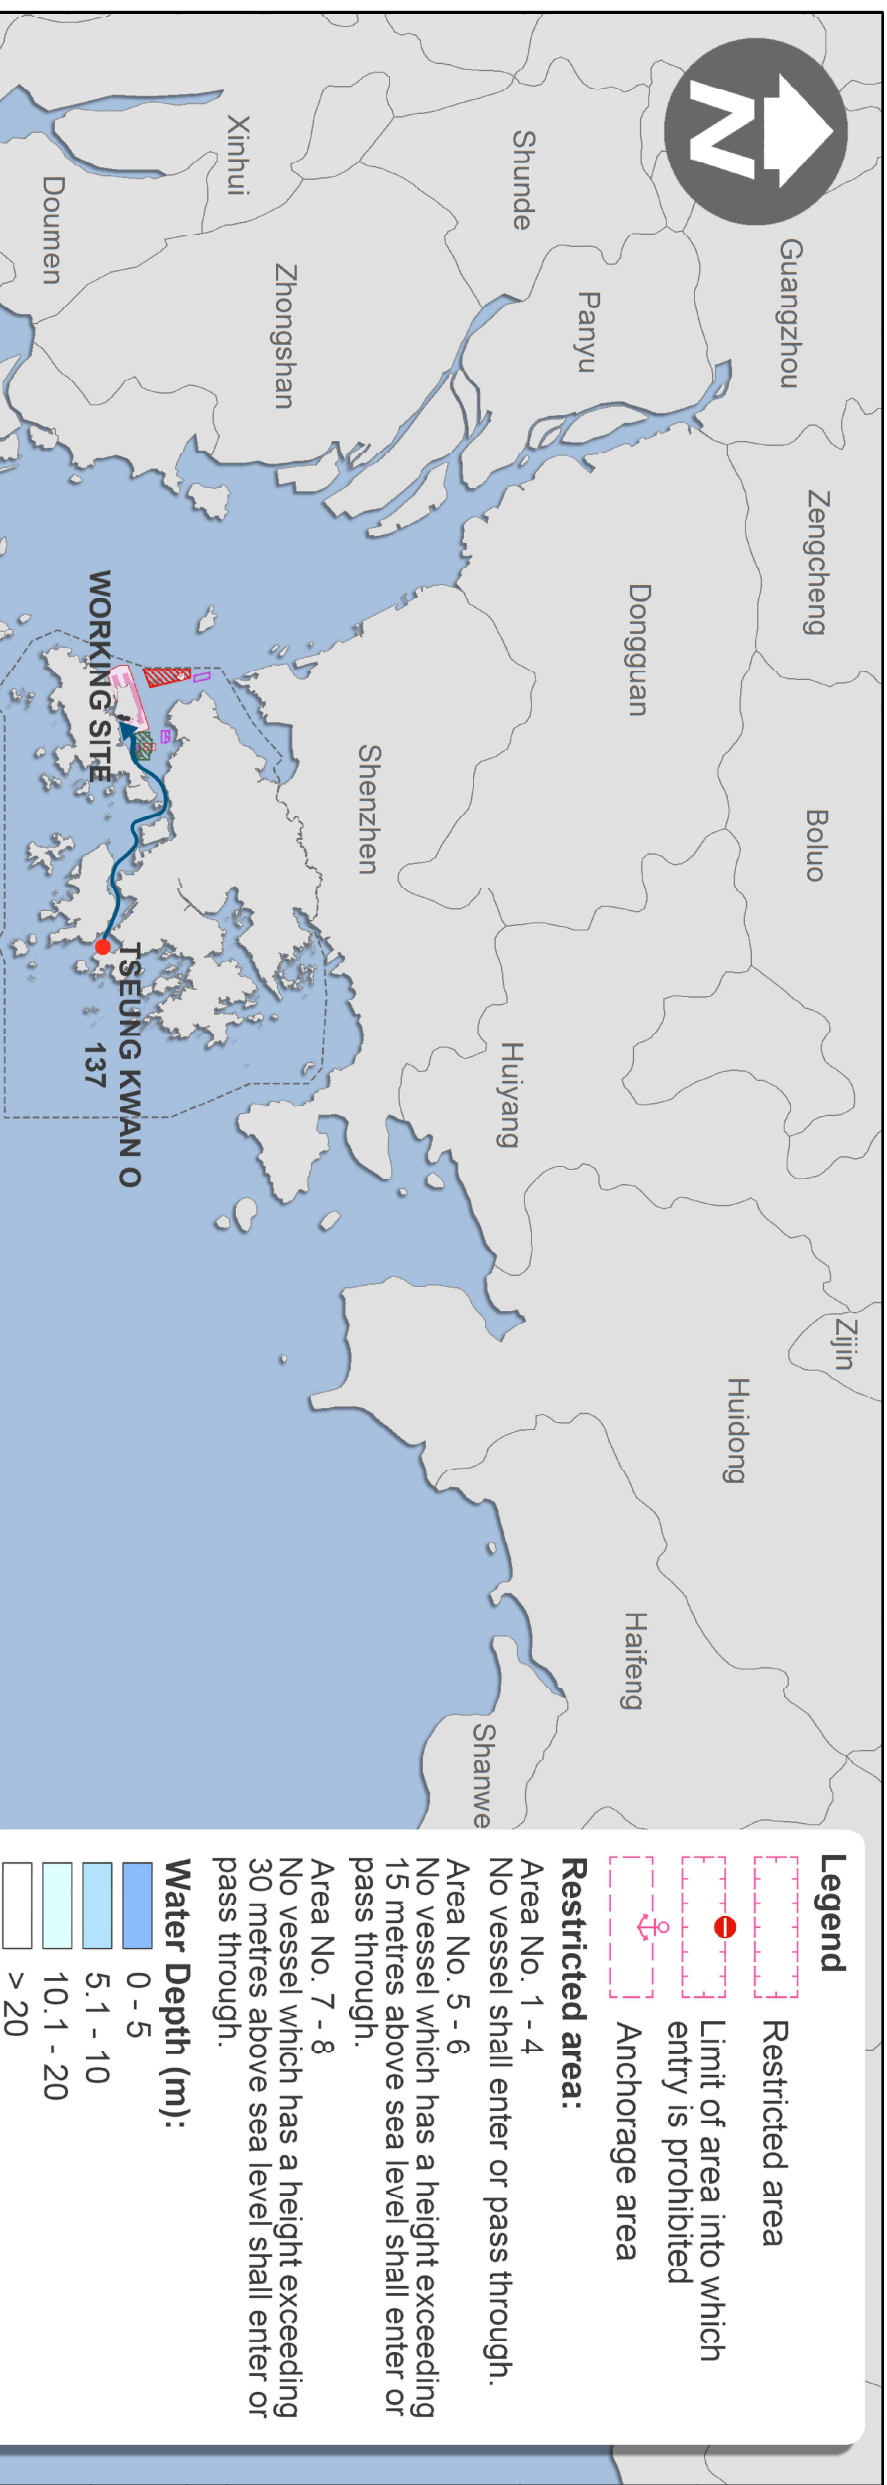 N
Guangzhou
Zengcheng
Boluo
Zijin
Huidong
Shunde
Panyu
Dongguan
Haifeng
Huiyang
Shanwe
Xinhui
Zhongshan
Shenzhen
Doumen
WORKING SITE
TSEUNG KWAN O
137
Legend
Restricted area
Limit of area into which
entry is prohibited
Anchorage area
Restricted area:
Area No. 1 - 4
No vessel shall enter or pass through.
Area No. 5 - 6
No vessel which has a height exceeding
15 metres above sea level shall enter or
pass through.
Area No. 7 - 8
No vessel which has a height exceeding
30 metres above sea level shall enter or
pass through.
Water Depth (m):
0 - 5
5.1 - 10
10.1 - 20
> 20